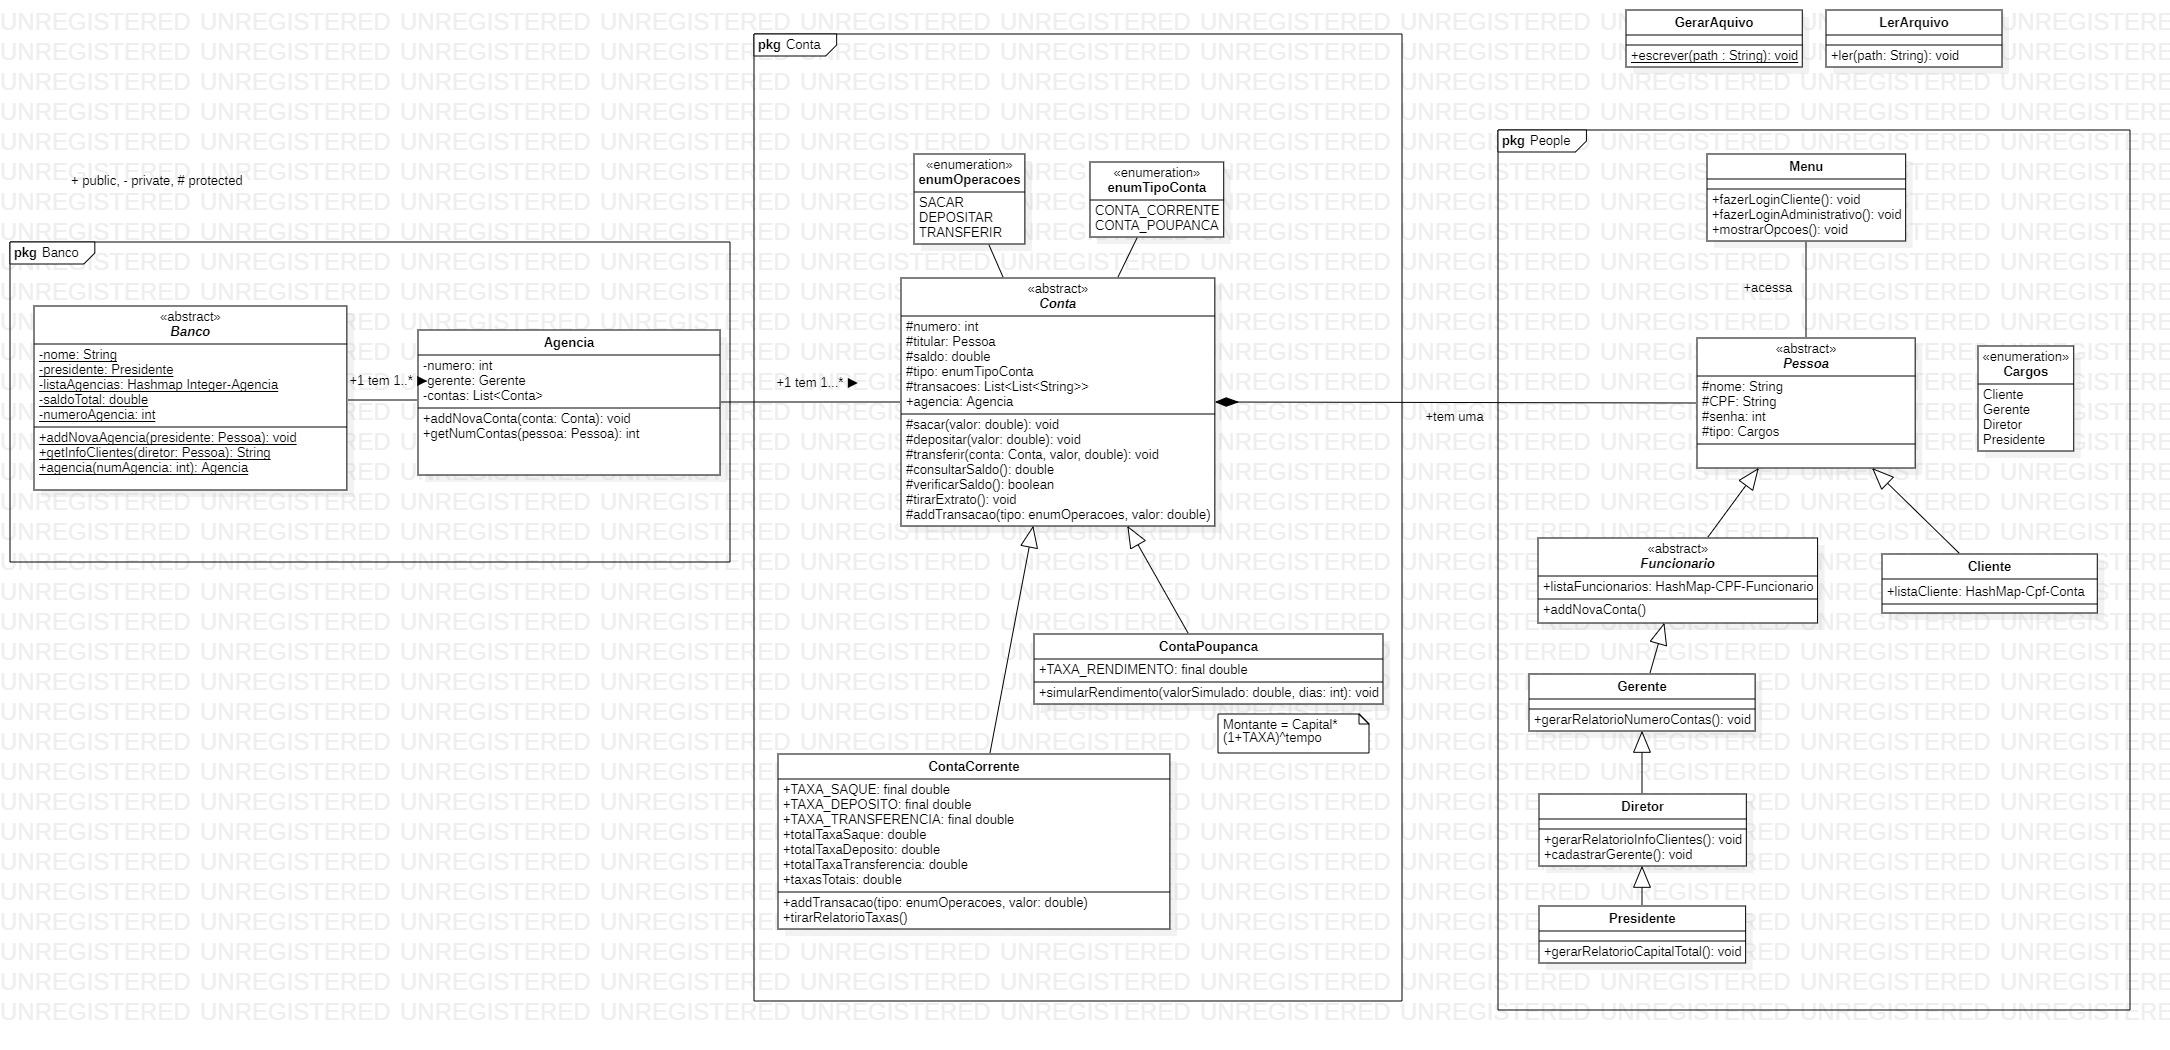 GerarAquivo
+escrever(path : String): void
LerArquivo
+ler(path: String): void
+ public, - private, # protected
pkg Banco
«abstract»
Banco
-nome: String
-presidente: Presidente
-listaAgencias: Hashmap Integer-Agencia
-saldoTotal: double
-numeroAgencia: int
+addNovaAgencia(presidente: Pessoa): void
+getInfoClientes(diretor: Pessoa): String
+agencia(numAgencia: int): Agencia
+1 tem 1..* ▶
Agencia
-numero: int
-gerente: Gerente
-contas: List<Conta>
+addNovaConta(conta: Conta): void
+getNumContas(pessoa: Pessoa): int
+1 tem 1...* ▶
pkg Conta
«enumeration»
enumOperacoes
SACAR
DEPOSITAR
TRANSFERIR
«enumeration»
enumTipoConta
CONTA_CORRENTE
CONTA_POUPANCA
«abstract»
Conta
#numero: int
#titular: Pessoa
#saldo: double
#tipo: enumTipoConta
#transacoes: List<List<String>>
+agencia: Agencia
#sacar(valor: double): void
#depositar(valor: double): void
#transferir(conta: Conta, valor, double): void
#consultarSaldo(): double
#verificarSaldo(): boolean
#tirarExtrato(): void
#addTransacao(tipo: enumOperacoes, valor: double)
ContaPoupanca
+TAXA_RENDIMENTO: final double
+simularRendimento(valorSimulado: double, dias: int): void
Montante = Capital*
(1+TAXA)^tempo
ContaCorrente
+TAXA_SAQUE: final double
+TAXA_DEPOSITO: final double
+TAXA_TRANSFERENCIA: final double
+totalTaxaSaque: double
+totalTaxaDeposito: double
+totalTaxaTransferencia: double
+taxasTotais: double
+addTransacao(tipo: enumOperacoes, valor: double)
+tirarRelatorioTaxas()
+tem uma
pkg People
Menu
+fazerLoginCliente(): void
+fazerLoginAdministrativo(): void
+mostrarOpcoes(): void
+acessa
«abstract»
Pessoa
#nome: String
#CPF: String
#senha: int
#tipo: Cargos
«enumeration»
Cargos
Cliente
Gerente
Diretor
Presidente
«abstract»
Funcionario
+listaFuncionarios: HashMap-CPF-Funcionario
+addNovaConta()
Cliente
+listaCliente: HashMap-Cpf-Conta
Gerente
+gerarRelatorioNumeroContas(): void
Diretor
+gerarRelatorioInfoClientes(): void
+cadastrarGerente(): void
Presidente
+gerarRelatorioCapitalTotal(): void
UNREGISTERED